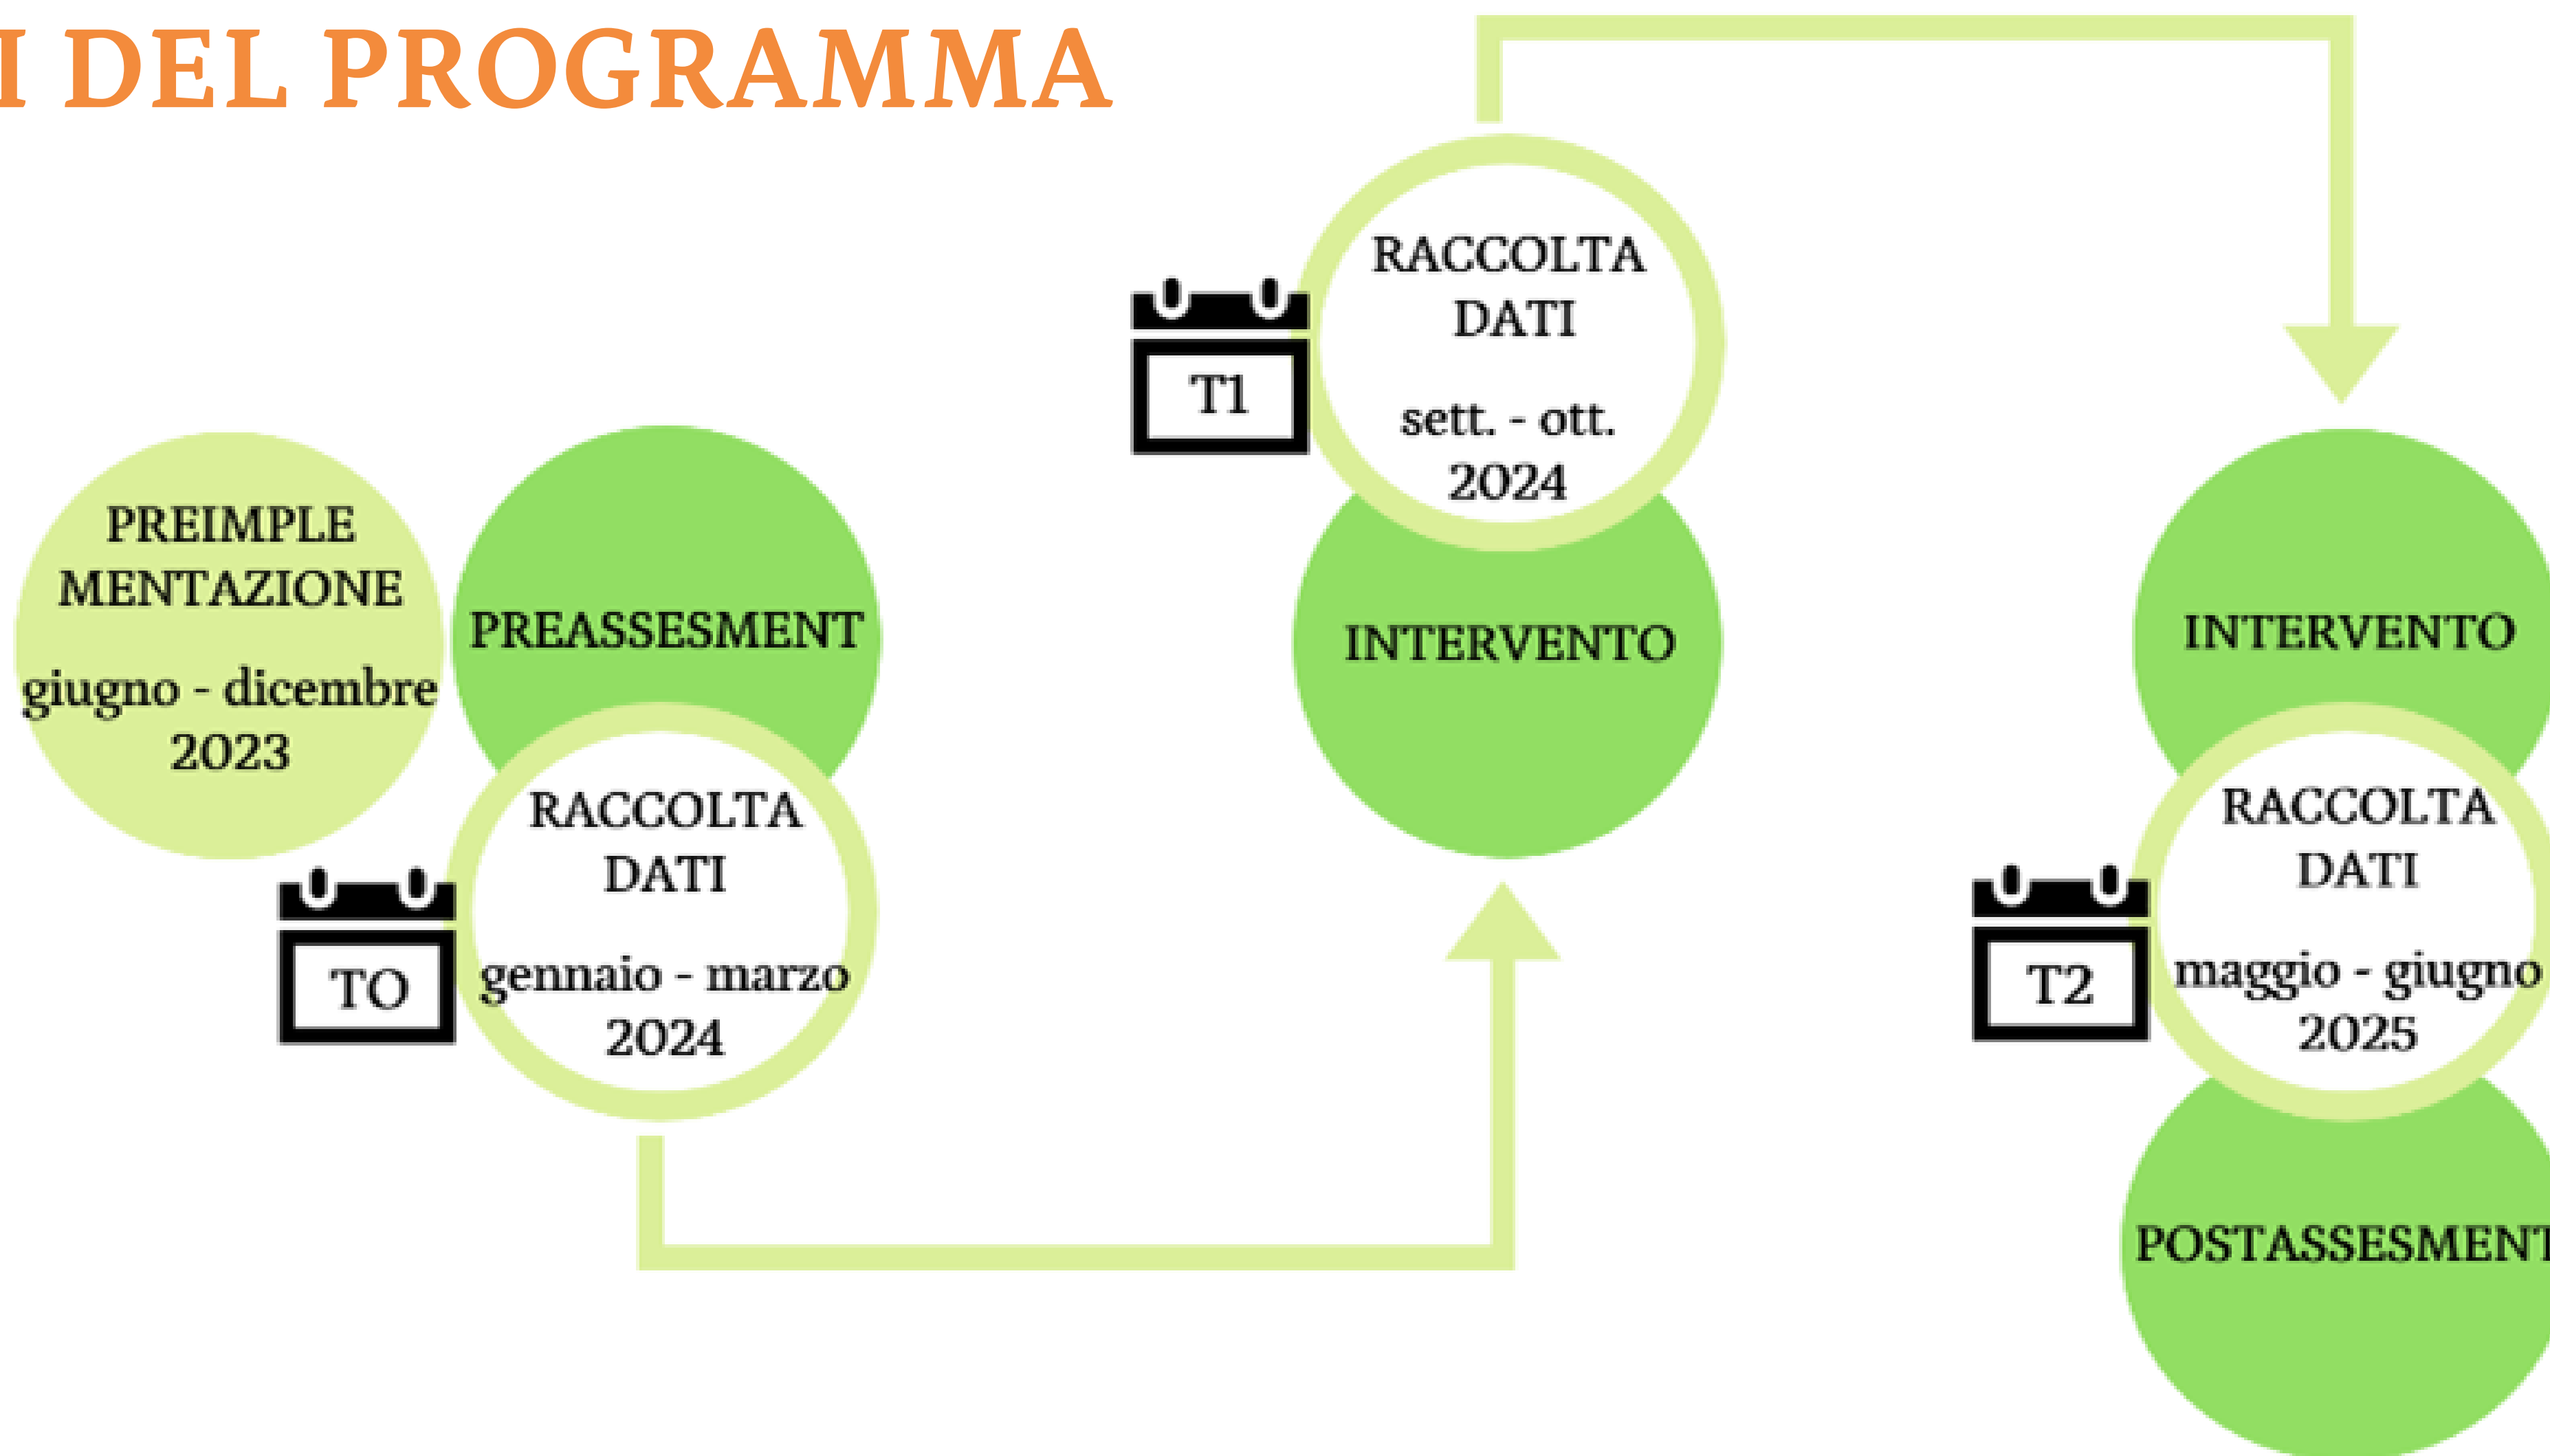 I DEL PROGRAMMA
PREIMPLE
MENTAZIONE
giugno - dicembre
2023
PREASSESMENT
RACCOLTA
DATI
gennaio - marzo
2024
TO
T1
RACCOLTA
DATI
sett. - ott.
2024
INTERVENTO
INTERVENTO
RACCOLTA
DATI
maggio - giugno
2025
T2
POSTASSESMENT